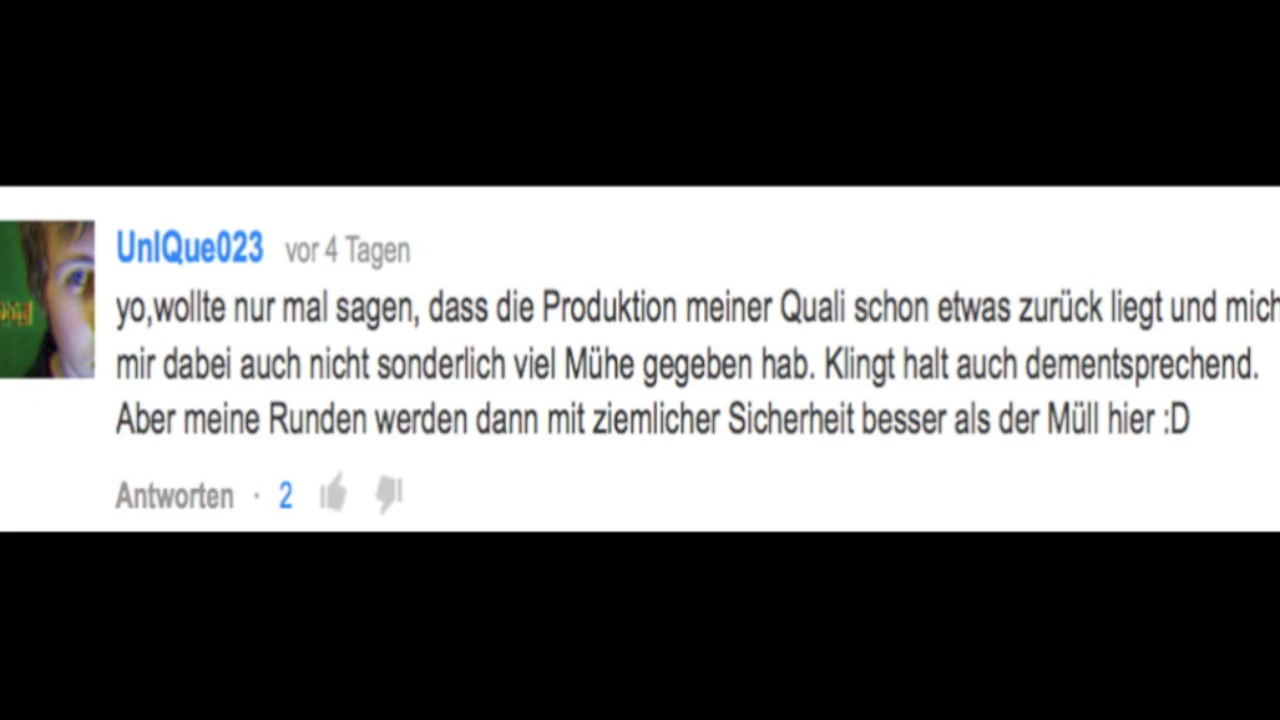 UnIQue023 vor 4 Tagen
yo,wollte nur mal sagen, dass die Produktion meiner Quali schon etwas zurück liegt und mich
mir dabei auch nicht sonderlich viel Mühe gegeben hab. Klingt halt auch dementsprechend.
Aber meine Runden werden dann mit ziemlicher Sicherheit besser als der Müll hier :D
Antworten · 2